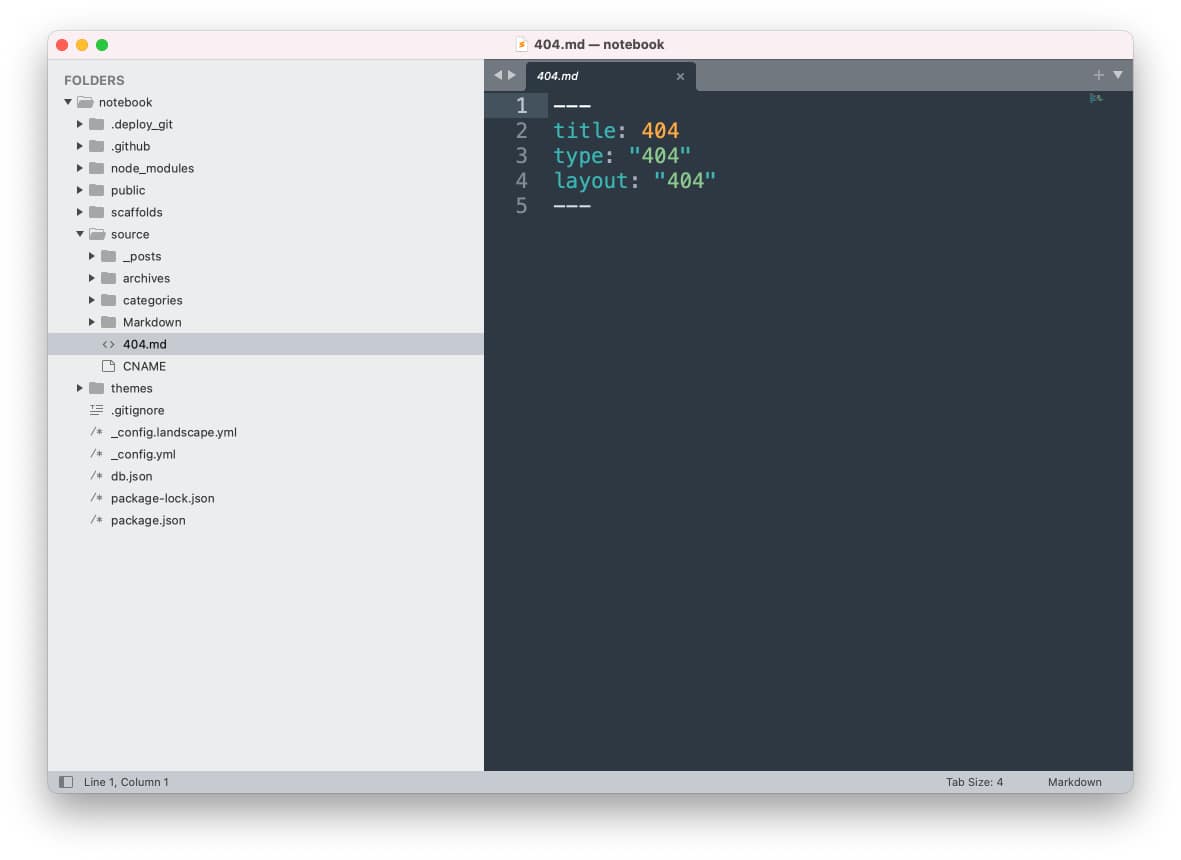 404.md — notebook
FOLDERS
notebook
.deploy_git
.github
node_modules
public
scaffolds
source
_posts
archives
categories
Markdown
<> 404.md
CNAME
themes
.gitignore
/* _config.landscape.yml
/* _config.yml
/* db.json
/* package-lock.json
/* package.json
404.md
1 ---
2 title: 404
3 type: "404"
4 layout: "404"
5 ---
Line 1, Column 1
Tab Size: 4
Markdown